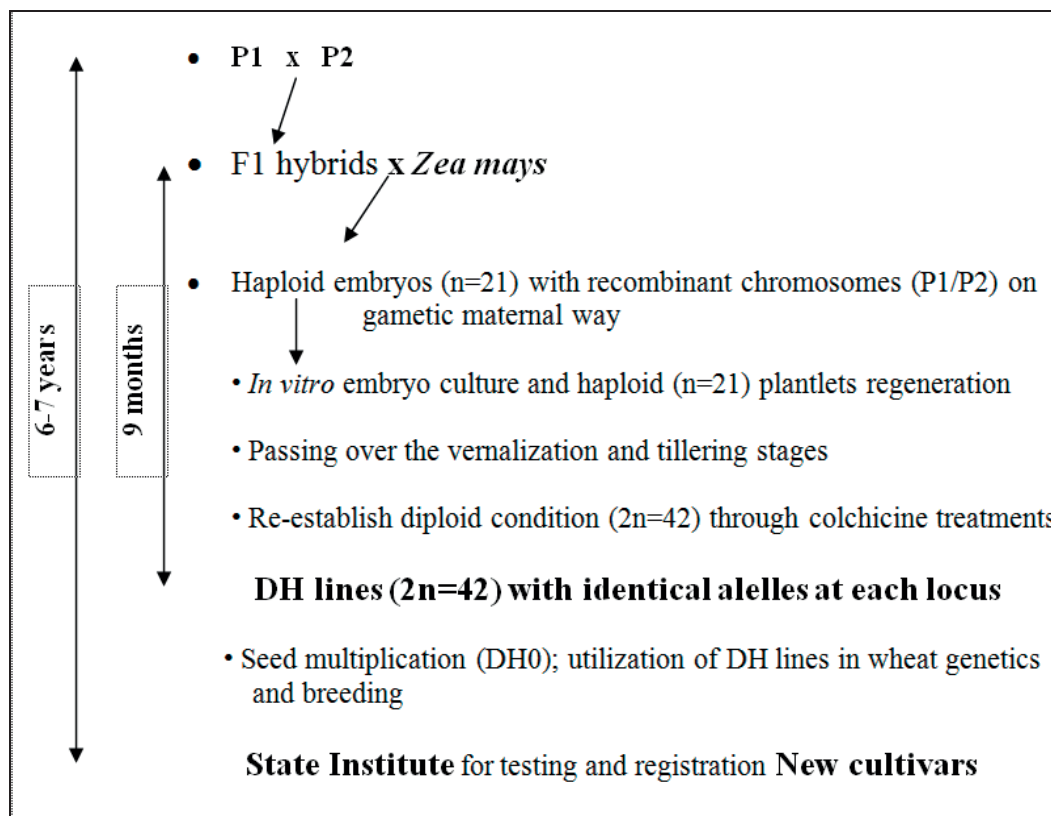 • P1 x P2
• F1 hybrids x Zea mays
• Haploid embryos (n=21) with recombinant chromosomes (P1/P2) on
gametic maternal way
• In vitro embryo culture and haploid (n=21) plantlets regeneration
• Passing over the vernalization and tillering stages
• Re-establish diploid condition (2n=42) through colchicine treatments
DH lines (2n=42) with identical alelles at each locus
• Seed multiplication (DH0); utilization of DH lines in wheat genetics
and breeding
State Institute for testing and registration New cultivars
6-7 years
9 months